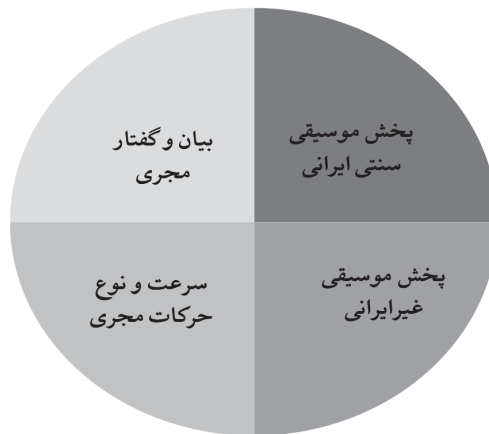 پخش موسیقی
سنتی ایرانی
بیان و گفتار
مجری
پخش موسیقی
غیرایرانی
سرعت و نوع
حرکات مجری